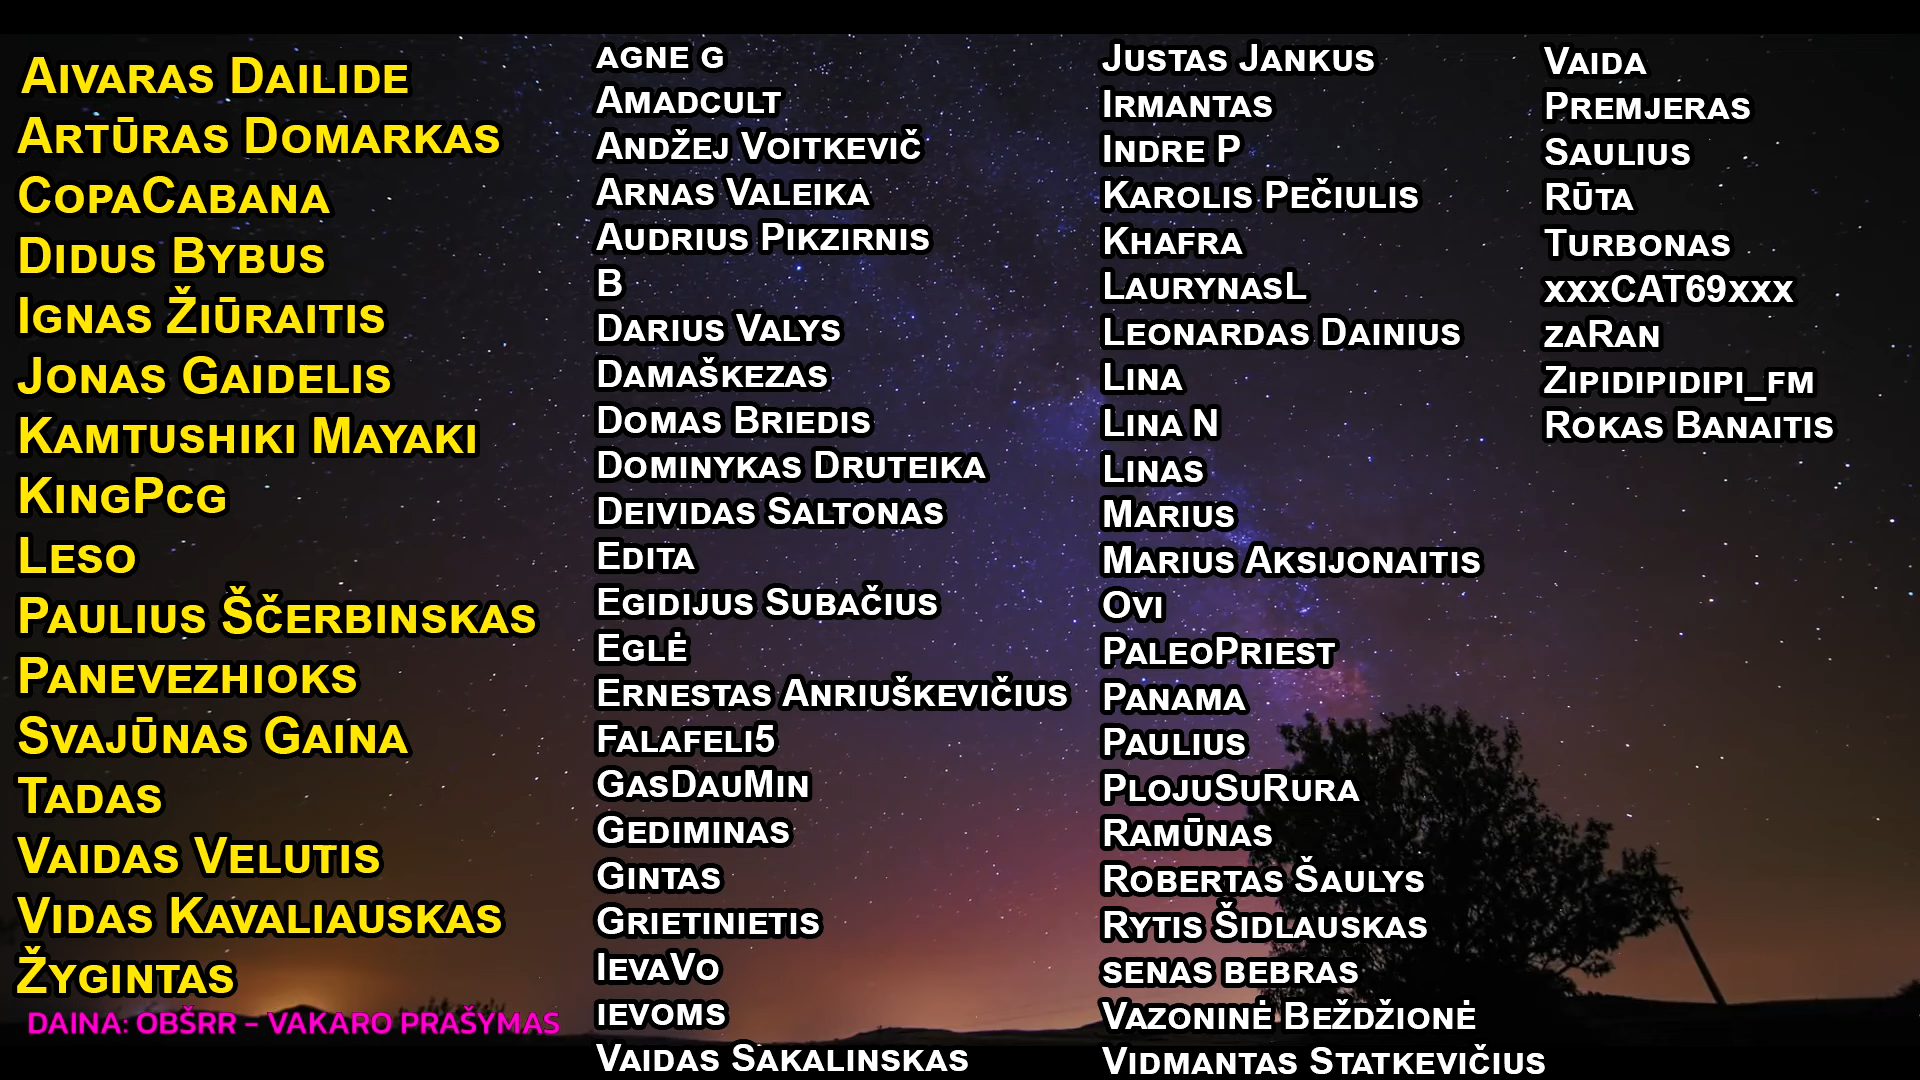 Aivaras Dailide
Artūras Domarkas
CopaCabana
Didus Bybus
Ignas Žiūraitis
Jonas Gaidelis
Kamtushiki Mayaki
KingPcg
Leso
Paulius Ščerbinskas
Panevezhioks
Svajūnas Gaina
Tadas
Vaidas Velutis
Vidas Kavaliauskas
Žygintas
DAINA: OBŠRR - VAKARO PRAŠYMAS
agne g
Amadcult
Andžej Voitkevič
Arnas Valeika
Audrius Pikzirnis
B
Darius Valys
Damaškezas
Domas Briedis
Dominykas Druteika
Deividas Saltonas
Edita
Egidijus Subačius
Eglė
Ernestas Anriuškevičius
Falafeli5
GasDauMin
Gediminas
Gintas
Grietinietis
IevaVo
ievoms
Vaidas Sakalinskas
Justas Jankus
Irmantas
Indre P
Karolis Pečiulis
Khafra
LaurynasL
Leonardas Dainius
Lina
Lina N
Linas
Marius
Marius Aksijonaitis
Ovi
PaleoPriest
Panama
Paulius
PlojuSuRura
Ramūnas
Robertas Šaulys
Rytis Šidlauskas
senas bebras
Vazoninė Beždžionė
Vidmantas Statkevičius
Vaida
Premjeras
Saulius
Rūta
Turbonas
xxxCAT69xxx
zaRan
Zipidipidipi_fm
Rokas Banaitis